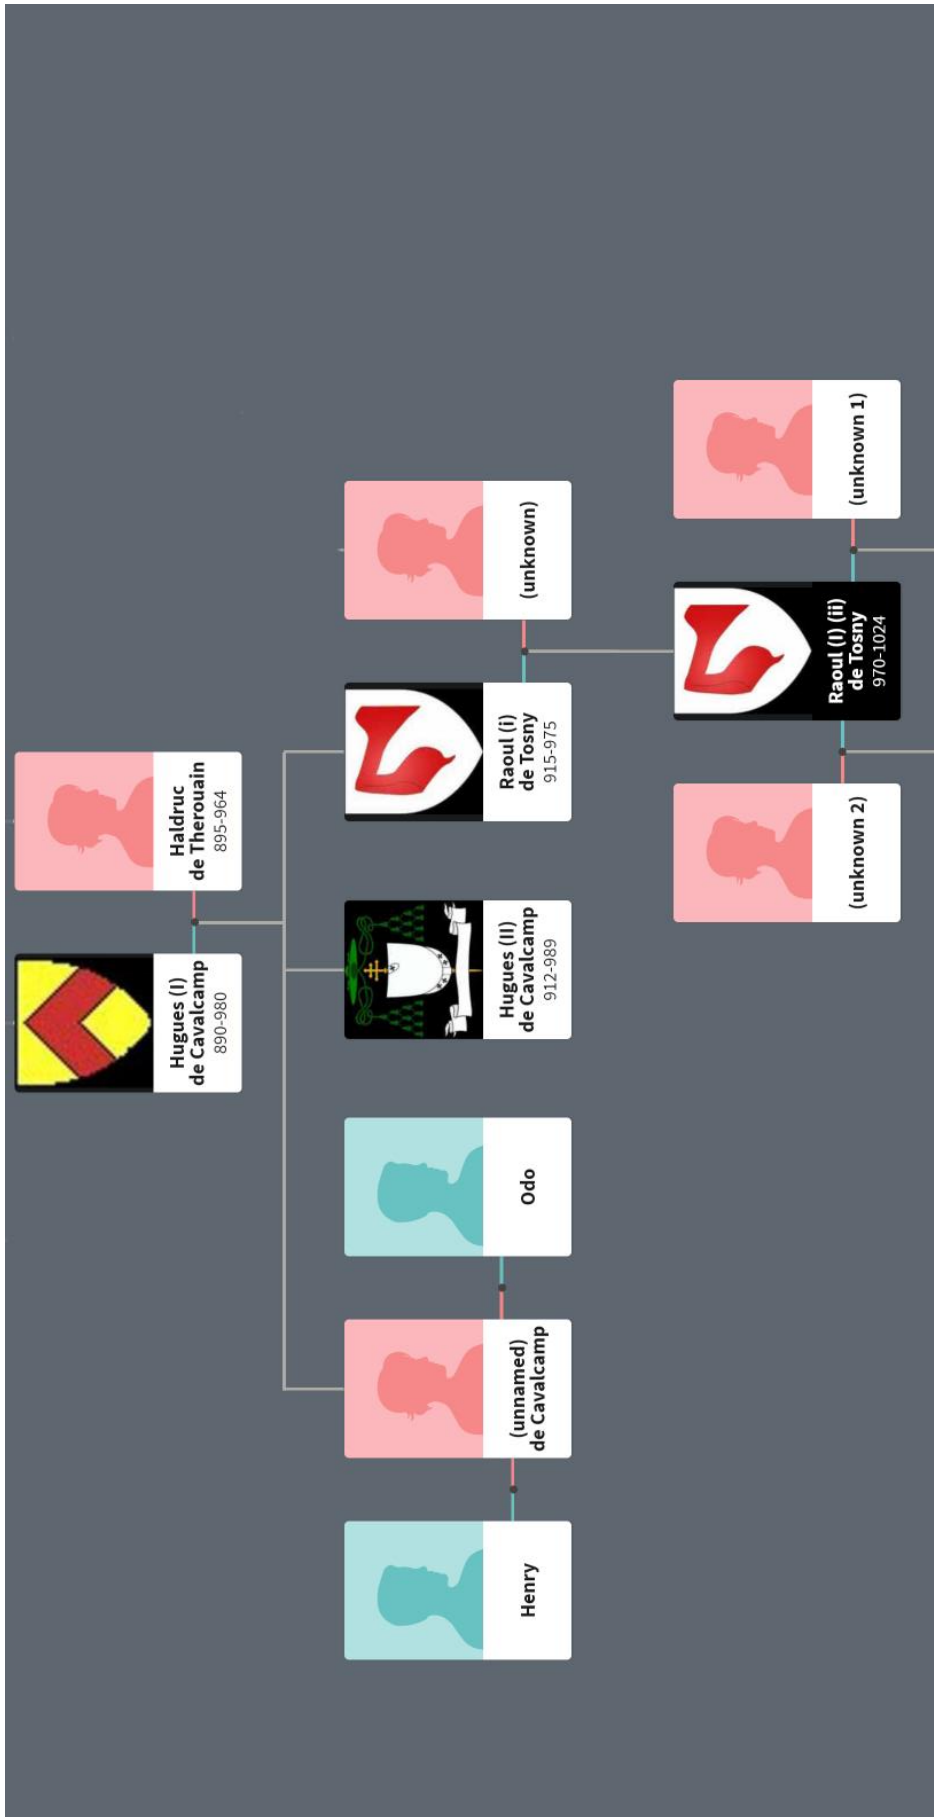 Hugues (I)
de Cavalcamp
890-980
Haldruc
de Therouain
895-964
Henry
(unnamed)
de Cavalcamp
Odo
Hugues (II)
de Cavalcamp
912-989
Raoul (i)
de Tosny
915-975
(unknown)
(unknown 2)
Raoul (I) (ii)
de Tosny
970-1024
(unknown 1)